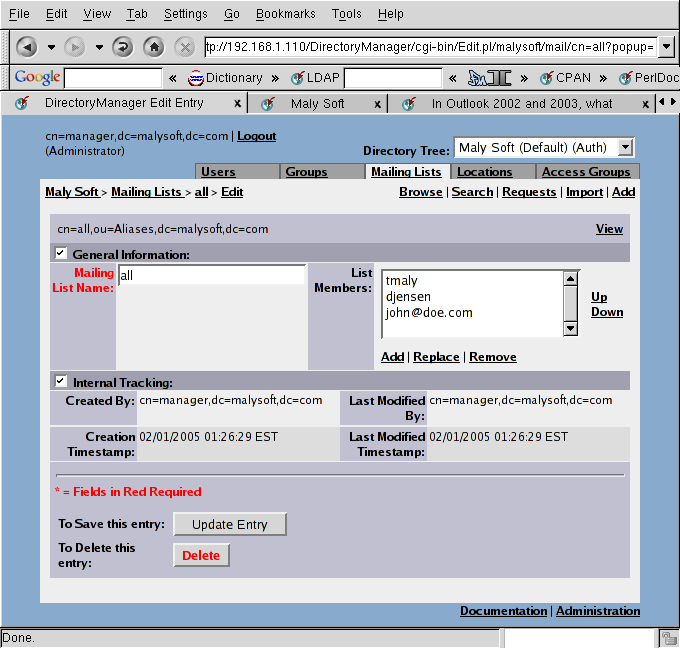 File Edit View Tab Settings Go Bookmarks Tools Help
tp://192.168.1.110/DirectoryManager/cgi-bin/Edit.pl/malysoft/mail/cn=all?popup=
Google « Dictionary » LDAP « » CPAN » PerlDoc
DirectoryManager Edit Entry x Maly Soft x In Outlook 2002 and 2003, what x
cn=manager,dc=malysoft,dc=com | Logout
(Administrator)
Directory Tree: Maly Soft (Default) (Auth)
Users Groups Mailing Lists Locations Access Groups
Maly Soft > Mailing Lists > all > Edit
Browse | Search | Requests | Import | Add
cn=all,ou=Aliases,dc=malysoft,dc=com View
General Information:
Mailing List Name: all
List Members:
tmaly
djensen
john@doe.com
Up
Down
Add | Replace | Remove
Internal Tracking:
Created By: cn=manager,dc=malysoft,dc=com
Last Modified By: cn=manager,dc=malysoft,dc=com
Creation Timestamp: 02/01/2005 01:26:29 EST
Last Modified Timestamp: 02/01/2005 01:26:29 EST
* = Fields in Red Required
To Save this entry: Update Entry
To Delete this entry: Delete
Documentation | Administration
Done.